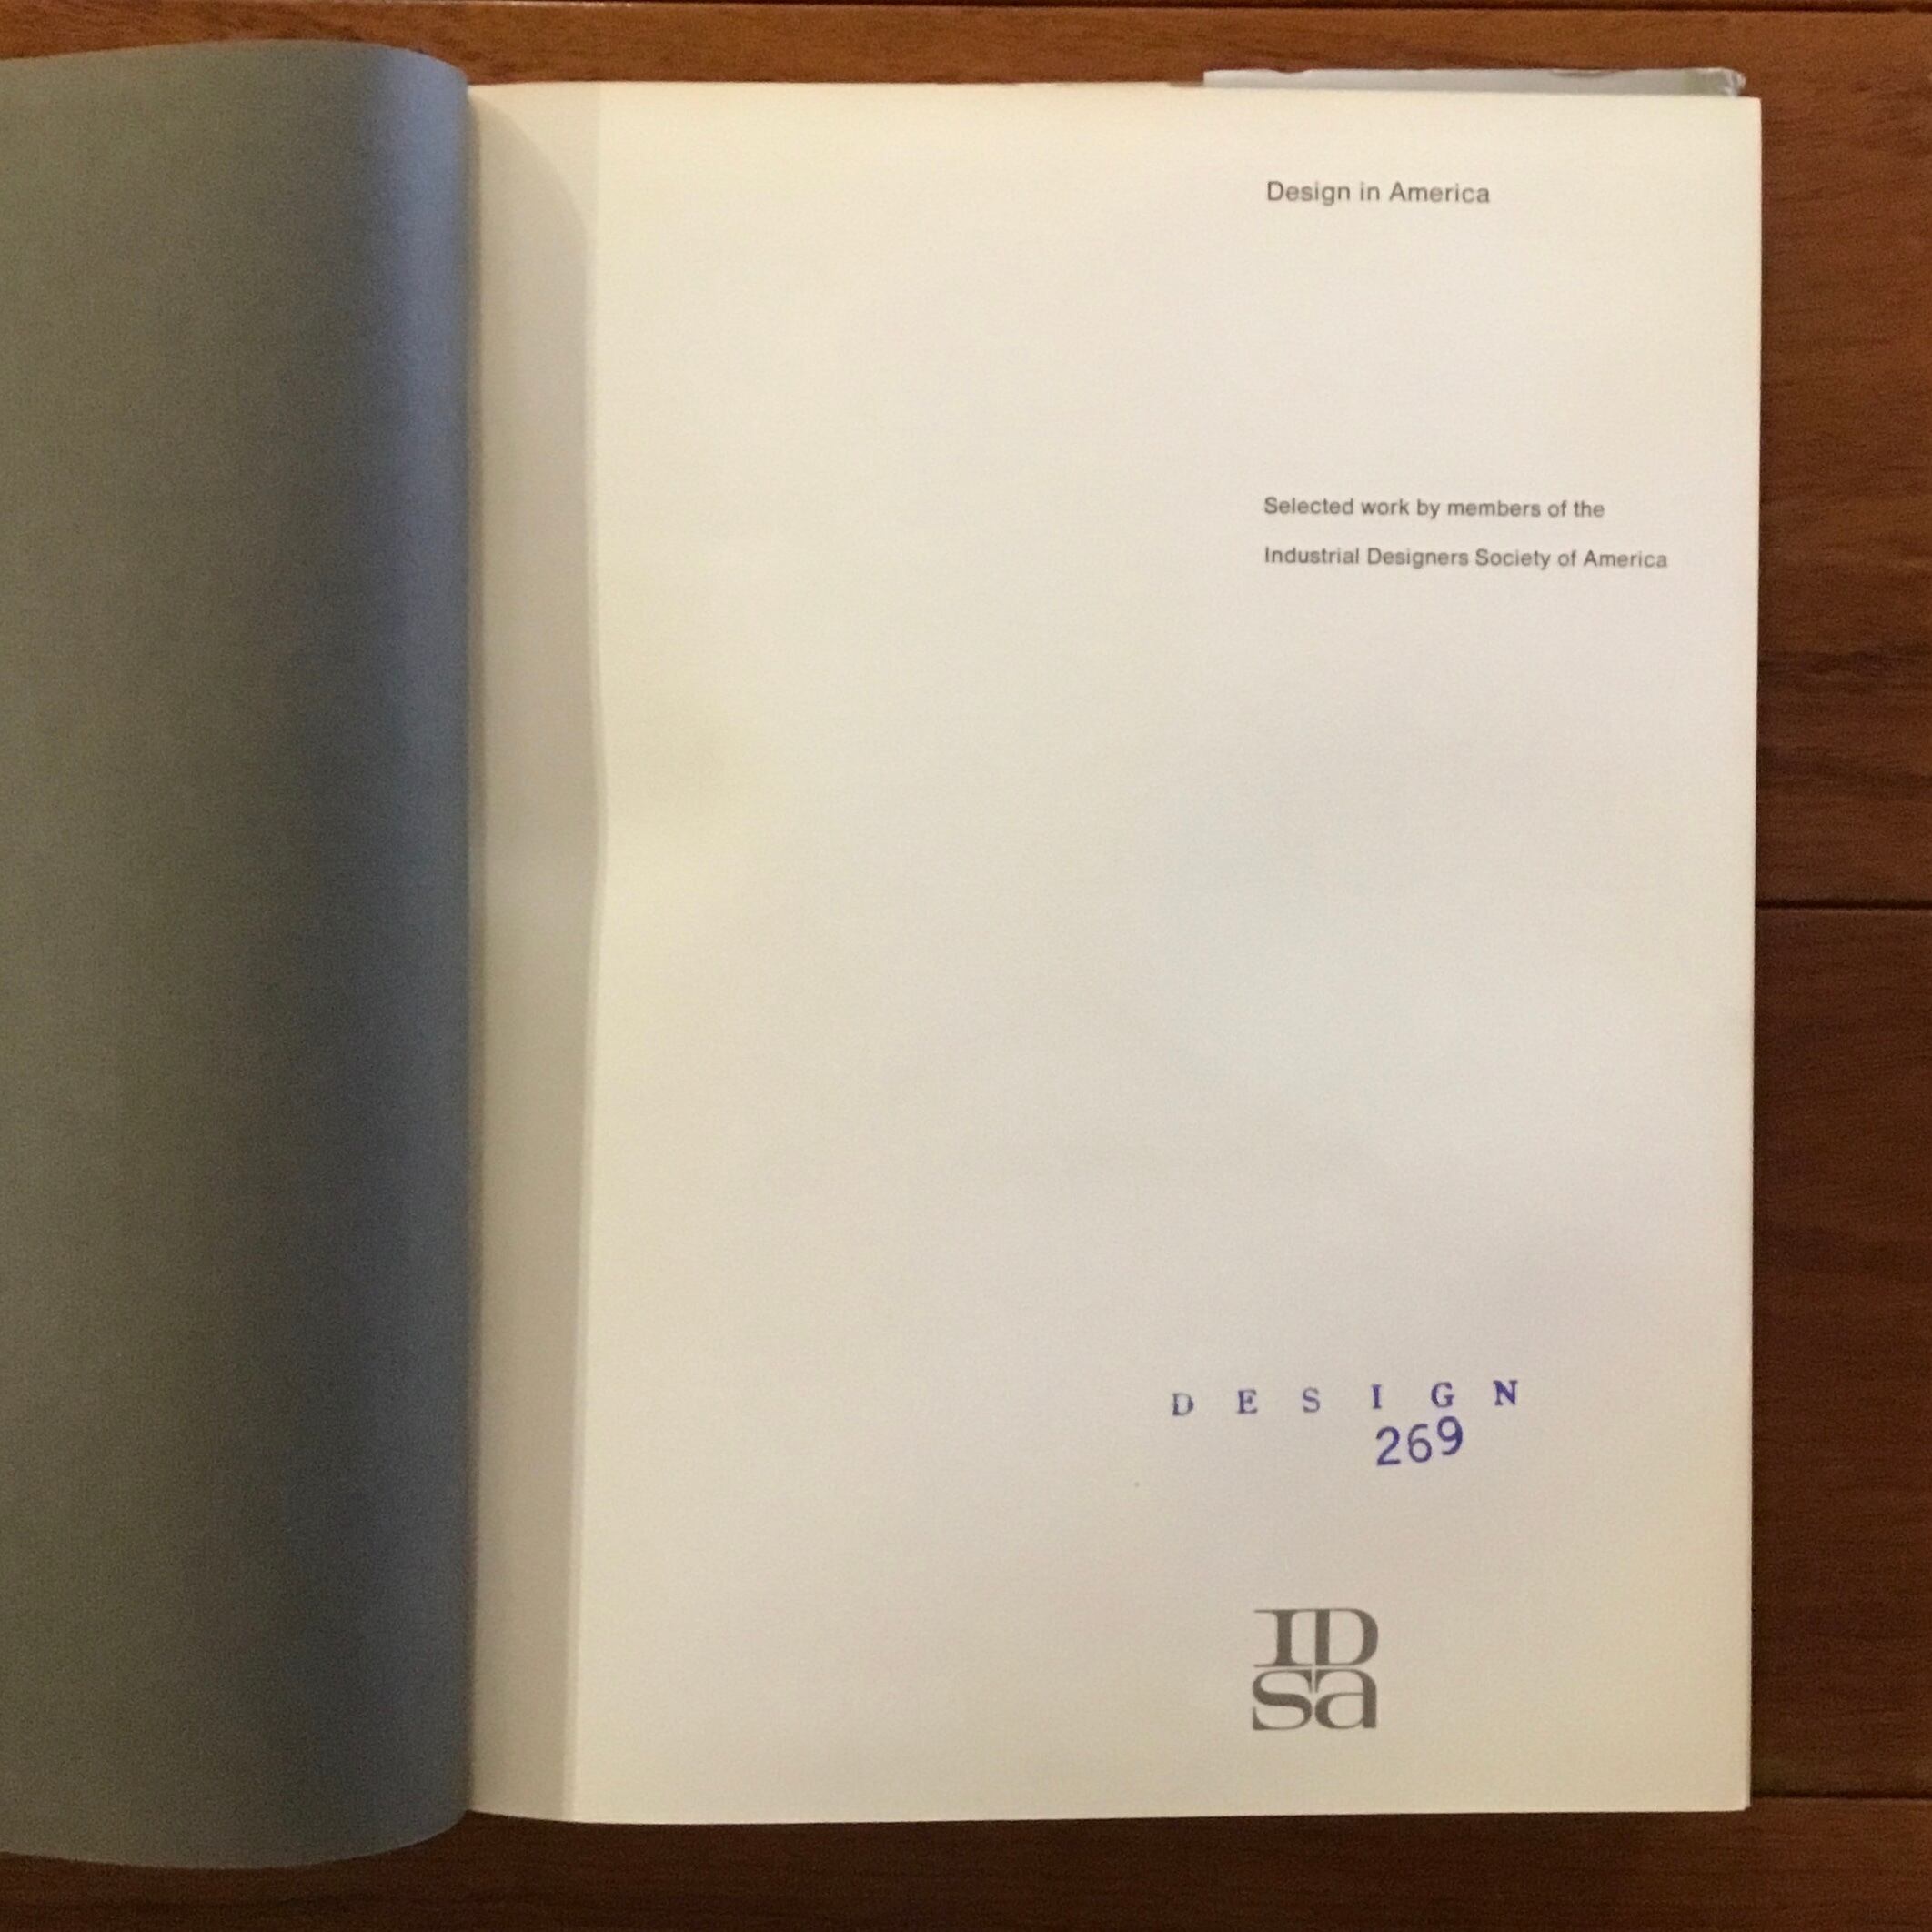 Design in America
Selected work by members of the
Industrial Designers Society of America
D E S I G N
269
ID
sa